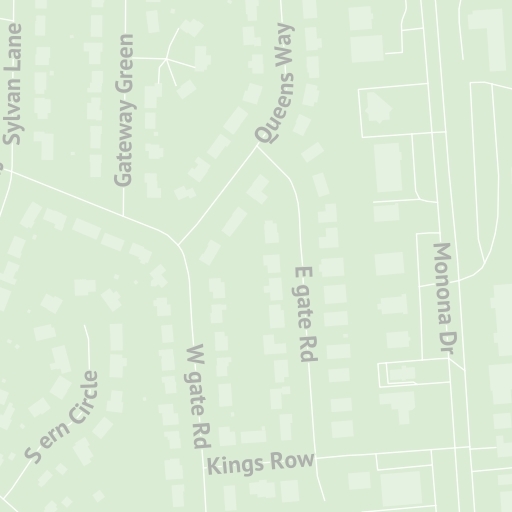 Sylvan Lane
Gateway Green
Queens Way
E gate Rd
Monona Dr
W gate Rd
S ern Circle
Kings Row